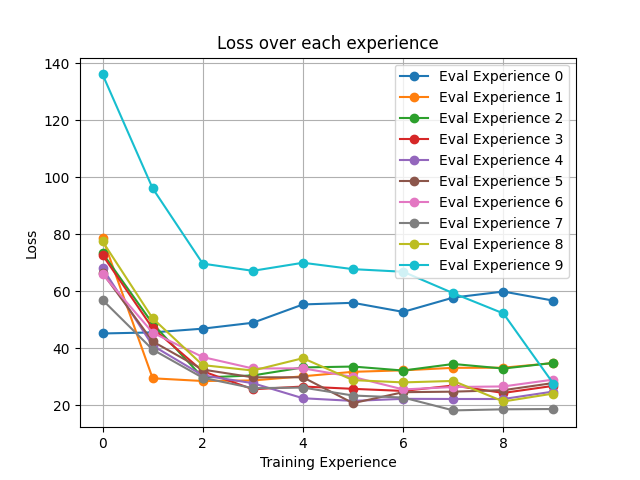 Loss over each experience
140
120
100
80
60
40
20
Loss
0
2
4
6
8
Training Experience
Eval Experience 0
Eval Experience 1
Eval Experience 2
Eval Experience 3
Eval Experience 4
Eval Experience 5
Eval Experience 6
Eval Experience 7
Eval Experience 8
Eval Experience 9